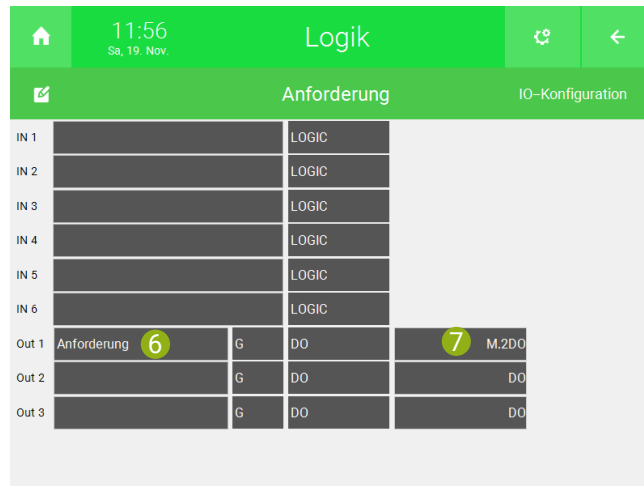 11:56
Logik
Sa, 19. Nov.
Anforderung
IO-Konfiguration
IN 1 LOGIC
IN 2 LOGIC
IN 3 LOGIC
IN 4 LOGIC
IN 5 LOGIC
IN 6 LOGIC
Out 1 Anforderung 6 G DO 7 M.2DO
Out 2 G DO DO
Out 3 G DO DO